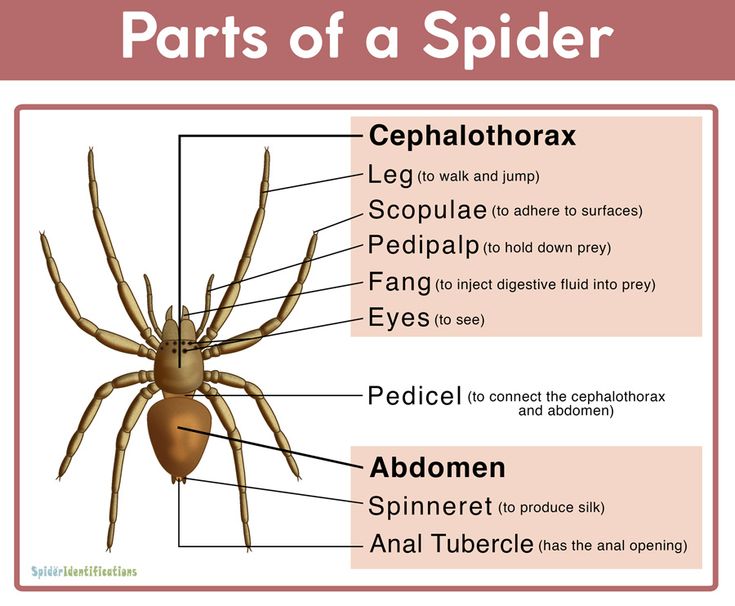 Parts of a Spider
Cephalothorax
Leg (to walk and jump)
Scopulae (to adhere to surfaces)
Pedipalp (to hold down prey)
Fang (to inject digestive fluid into prey)
Eyes (to see)
Pedicel (to connect the cephalothorax
and abdomen)
Abdomen
Spinneret (to produce silk)
Anal Tubercle (has the anal opening)
SpiderIdentifications